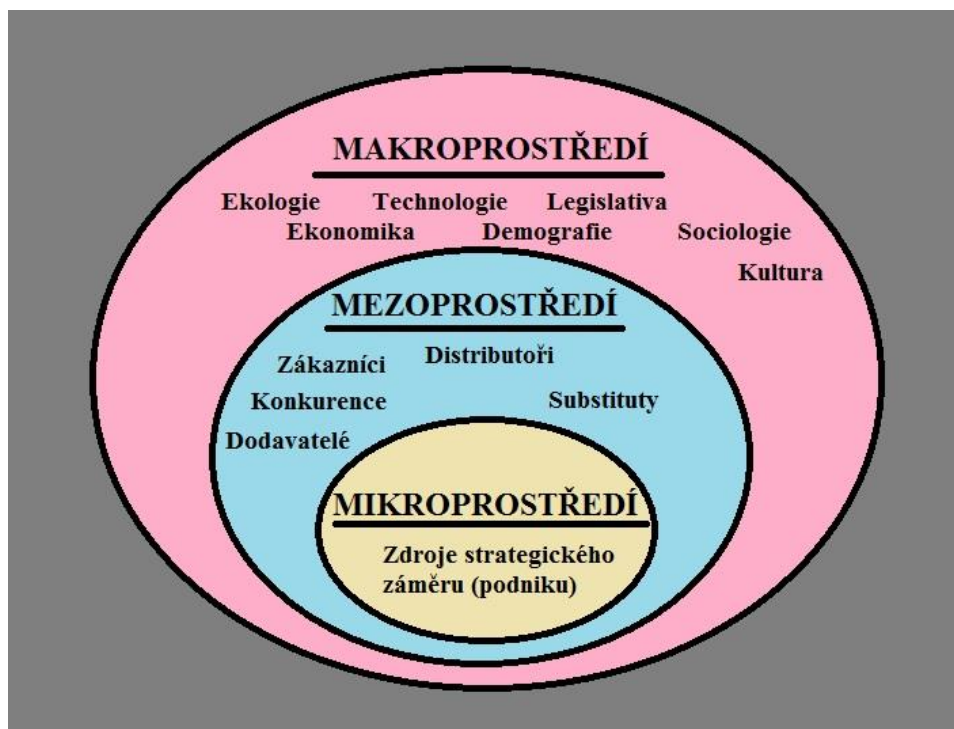 MAKROPROSTŘEDÍ
Ekologie Technologie Legislativa
Ekonomika Demografie Sociologie
Kultura
MEZOPROSTŘEDÍ
Distributoři
Zákazníci
Konkurence Substituty
Dodavatelé
MIKROPROSTŘEDÍ
Zdroje strategického
záměru (podniku)